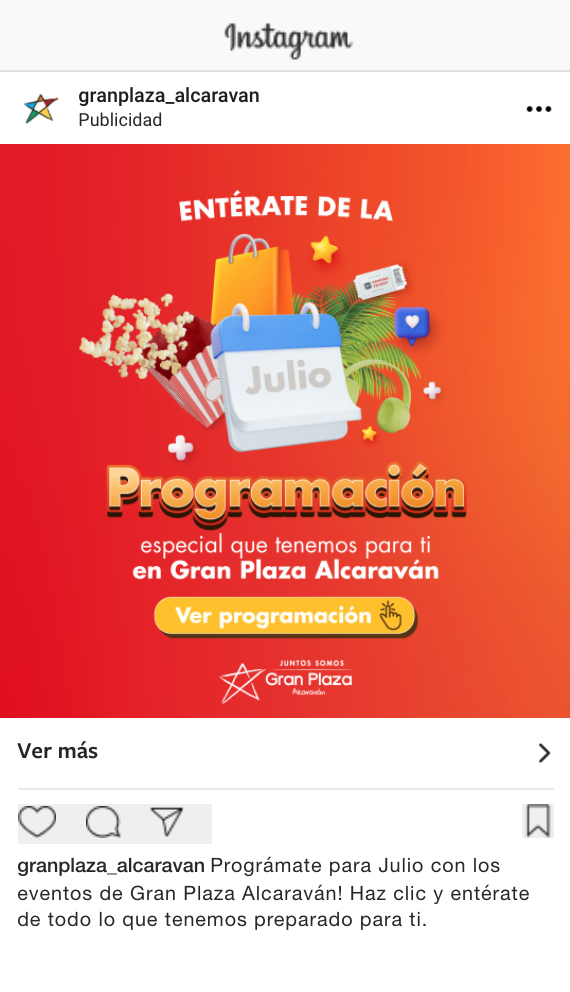 Instagram
granplaza_alcaravan
Publicidad
ENTÉRATE DE LA
Julio
Programación
especial que tenemos para ti
en Gran Plaza Alcaraván
Ver programación
JUNTOS SOMOS
Gran Plaza
Alcaraván
Ver más
granplaza_alcaravan Prográmate para Julio con los
eventos de Gran Plaza Alcaraván! Haz clic y entérate
de todo lo que tenemos preparado para ti.